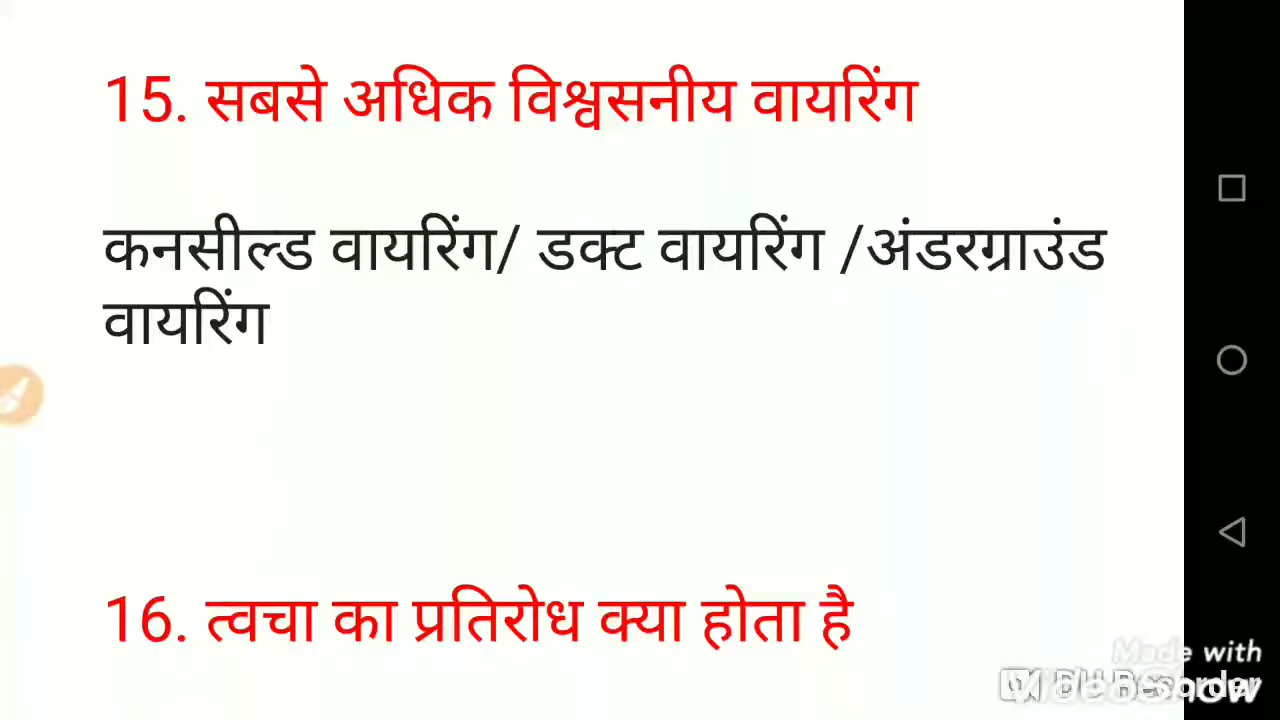 15. सबसे अधिक विश्वसनीय वायरिंग
कनसील्ड वायरिंग/ डक्ट वायरिंग /अंडरग्राउंड
वायरिंग
16. त्वचा का प्रतिरोध क्या होता है
Made with